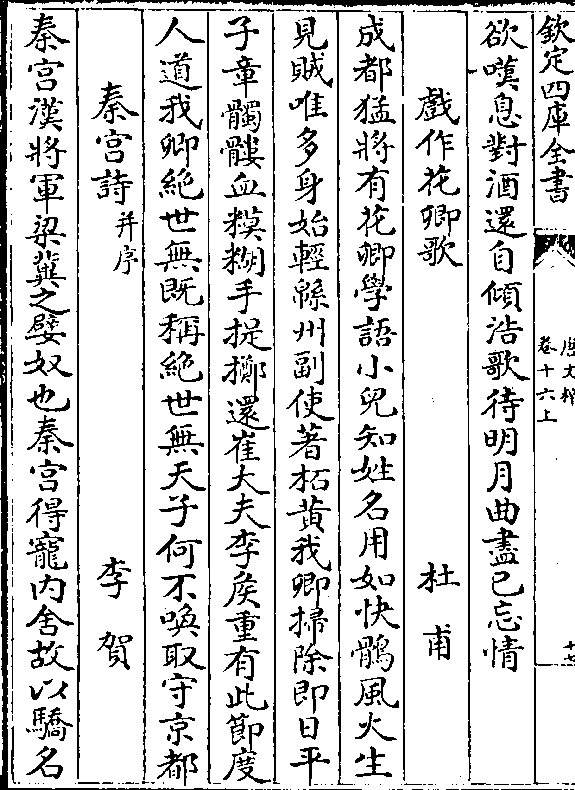 欽定四庫全書
唐文粹
卷十六上
十七
欲嘆息對酒還自傾浩歌待明月曲盡已忘情
戲作花卿歌 杜甫
成都猛將有花卿學語小兒知姓名用如快鶻風火生
見賊唯多身始輕緜州副使著柘黃我卿掃除即日平
子章髑髏血糢糊手提擲還崔大夫李侯重有此節度
人道我卿絕世無既稱絕世無天子何不喚取守京都
秦宫詩并序 李賀
秦宫漢將軍梁冀之嬖奴也秦宫得寵内舍故以驕名